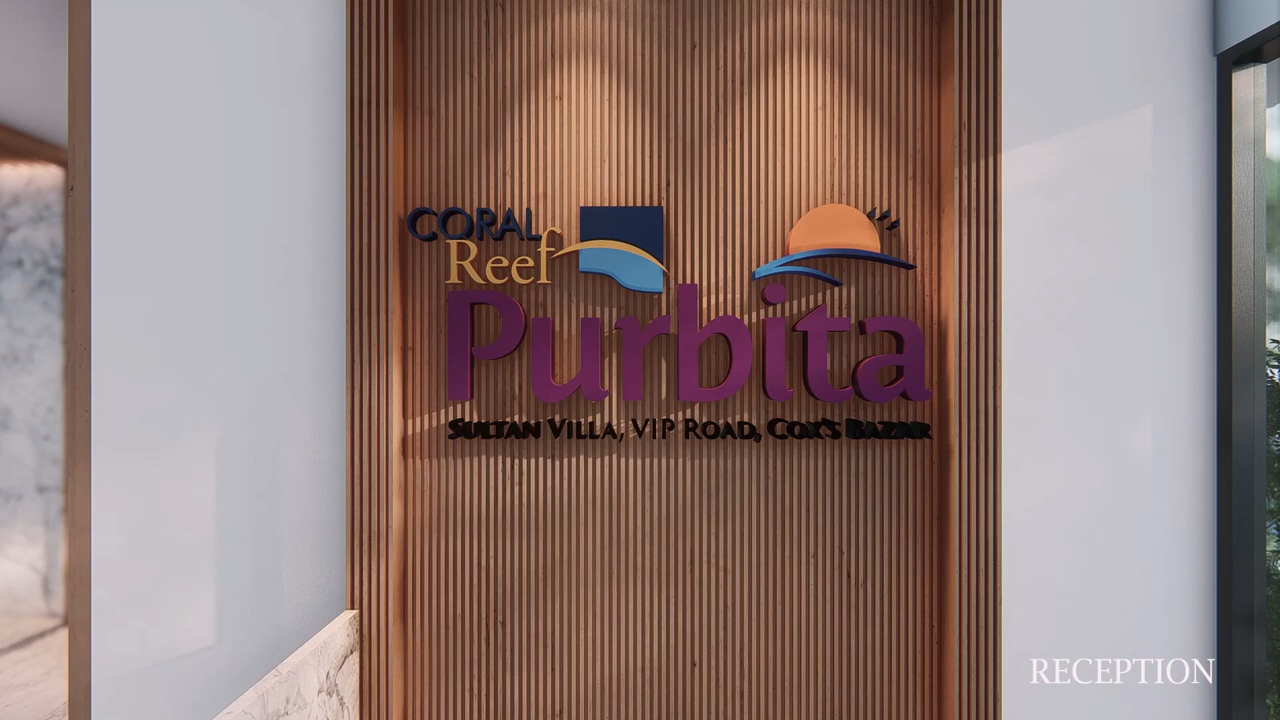 CORAL
Reef
Purbita
SULTAN VILLA, VIP ROAD, COX'S BAZAR
RECEPTION